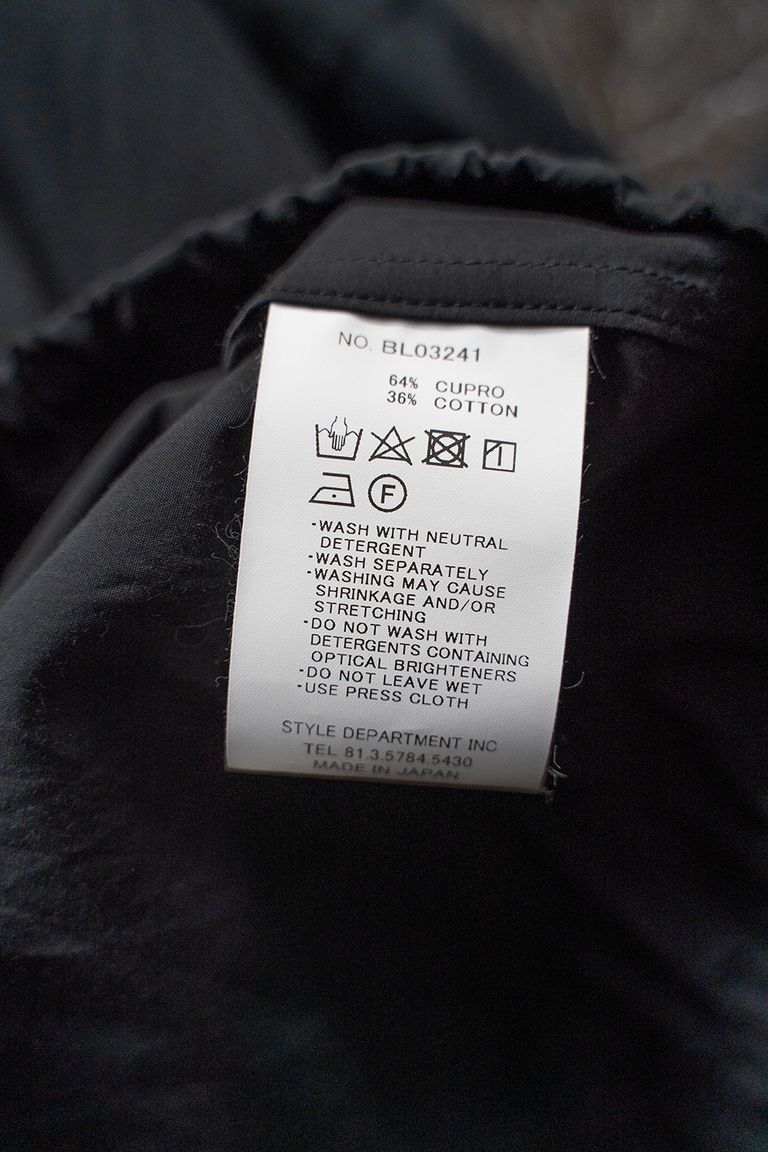 NO. BL03241
64% CUPRO
36% COTTON
F
·WASH WITH NEUTRAL
DETERGENT
·WASH SEPARATELY
·WASHING MAY CAUSE
SHRINKAGE AND/OR
STRETCHING
·DO NOT WASH WITH
DETERGENTS CONTAINING
OPTICAL BRIGHTENERS
·DO NOT LEAVE WET
·USE PRESS CLOTH
STYLE DEPARTMENT INC
TEL 81.3.5784.5430
MADE IN JAPAN